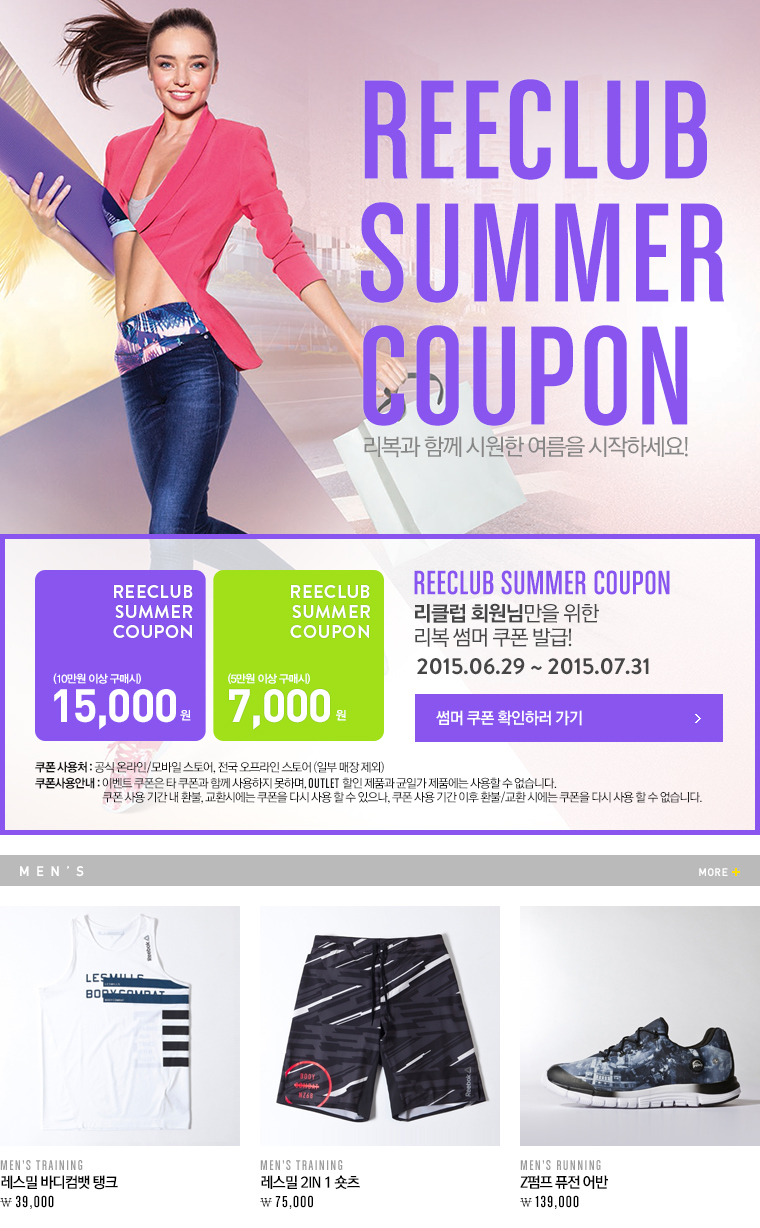 REECLUB
SUMMER
COUPON
리복과 함께 시원한 여름을 시작하세요!
REECLUB
SUMMER
COUPON
(10만원 이상 구매시)
15,000 원
REECLUB
SUMMER
COUPON
(5만원 이상 구매시)
7,000 원
REECLUB SUMMER COUPON
리클럽 회원님만을 위한
리복 썸머 쿠폰 발급!
2015.06.29 ~ 2015.07.31
썸머 쿠폰 확인하러 가기
쿠폰 사용처 : 공식 온라인/모바일 스토어, 전국 오프라인 스토어 (일부 매장 제외)
쿠폰사용안내 : 이벤트 쿠폰은 타 쿠폰과 함께 사용하지 못하며, OUTLET 할인 제품과 균일가 제품에는 사용할 수 없습니다.
쿠폰 사용 기간 내 환불, 교환시에는 쿠폰을 다시 사용 할 수 있으나, 쿠폰 사용 기간 이후 환불/교환 시에는 쿠폰을 다시 사용 할 수 없습니다.
MEN'S
MORE +
Reebok
LESMILLS
BODYCOMBAT
BODY
COMBAT
Reebok
MEN'S TRAINING
레스밀 바디컴뱃 탱크
₩ 39,000
MEN'S TRAINING
레스밀 2IN 1 숏츠
₩ 75,000
MEN'S RUNNING
Z펌프 퓨전 어반
₩ 139,000